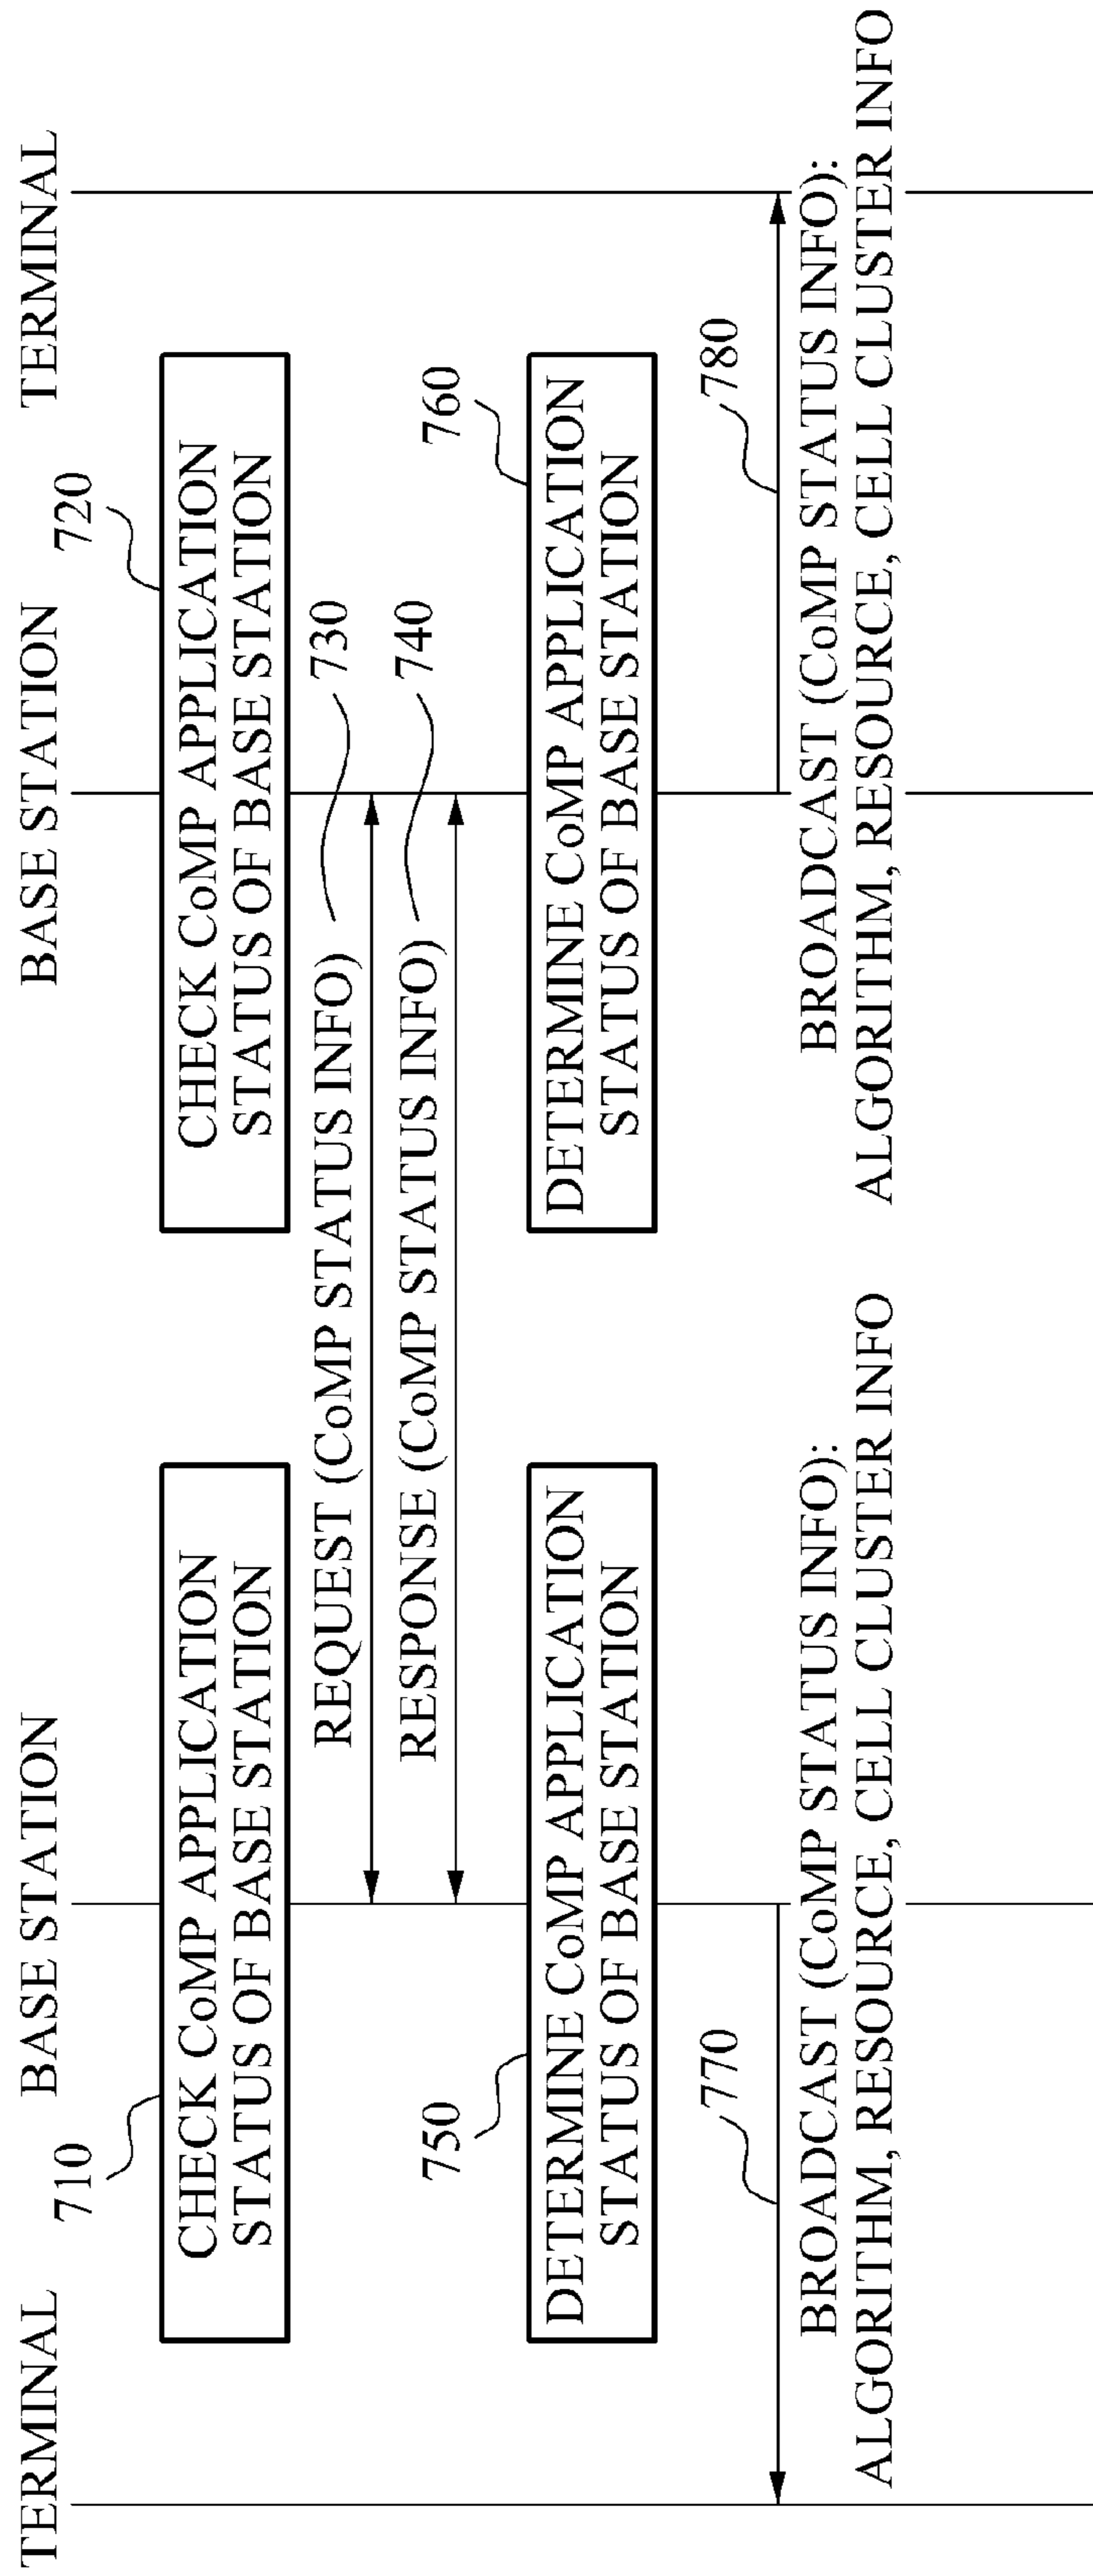 TERMINAL
BASE STATION
BASE STATION
TERMINAL
710
720
CHECK CoMP APPLICATION
STATUS OF BASE STATION
CHECK CoMP APPLICATION
STATUS OF BASE STATION
REQUEST (CoMP STATUS INFO)
730
RESPONSE (CoMP STATUS INFO)
740
750
760
DETERMINE CoMP APPLICATION
STATUS OF BASE STATION
DETERMINE CoMP APPLICATION
STATUS OF BASE STATION
770
780
BROADCAST (CoMP STATUS INFO):
ALGORITHM, RESOURCE, CELL CLUSTER INFO
BROADCAST (CoMP STATUS INFO):
ALGORITHM, RESOURCE, CELL CLUSTER INFO